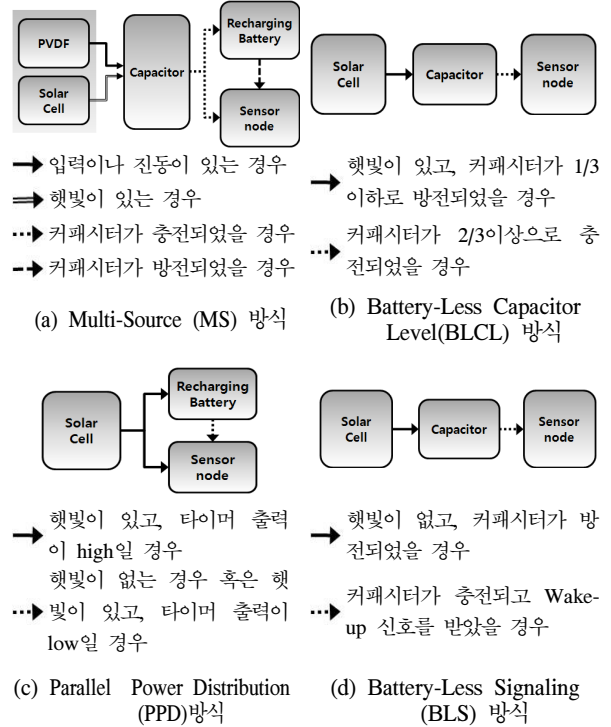 PVDF
Solar
Cell
Capacitor
Recharging
Battery
Sensor
node
입력이나 진동이 있는 경우
햇빛이 있는 경우
커패시터가 충전되었을 경우
커패시터가 방전되었을 경우
(a) Multi-Source (MS) 방식
Solar
Cell
Capacitor
Sensor
node
햇빛이 있고, 커패시터가 1/3
이하로 방전되었을 경우
커패시터가 2/3이상으로 충
전되었을 경우
(b) Battery-Less Capacitor
Level(BLCL) 방식
Solar
Cell
Recharging
Battery
Sensor
node
햇빛이 있고, 타이머 출력
이 high일 경우
햇빛이 없는 경우 혹은 햇
빛이 있고, 타이머 출력이
low일 경우
(c) Parallel Power Distribution
(PPD)방식
Solar
Cell
Capacitor
Sensor
node
햇빛이 없고, 커패시터가 방
전되었을 경우
커패시터가 충전되고 Wake-
up 신호를 받았을 경우
(d) Battery-Less Signaling
(BLS) 방식